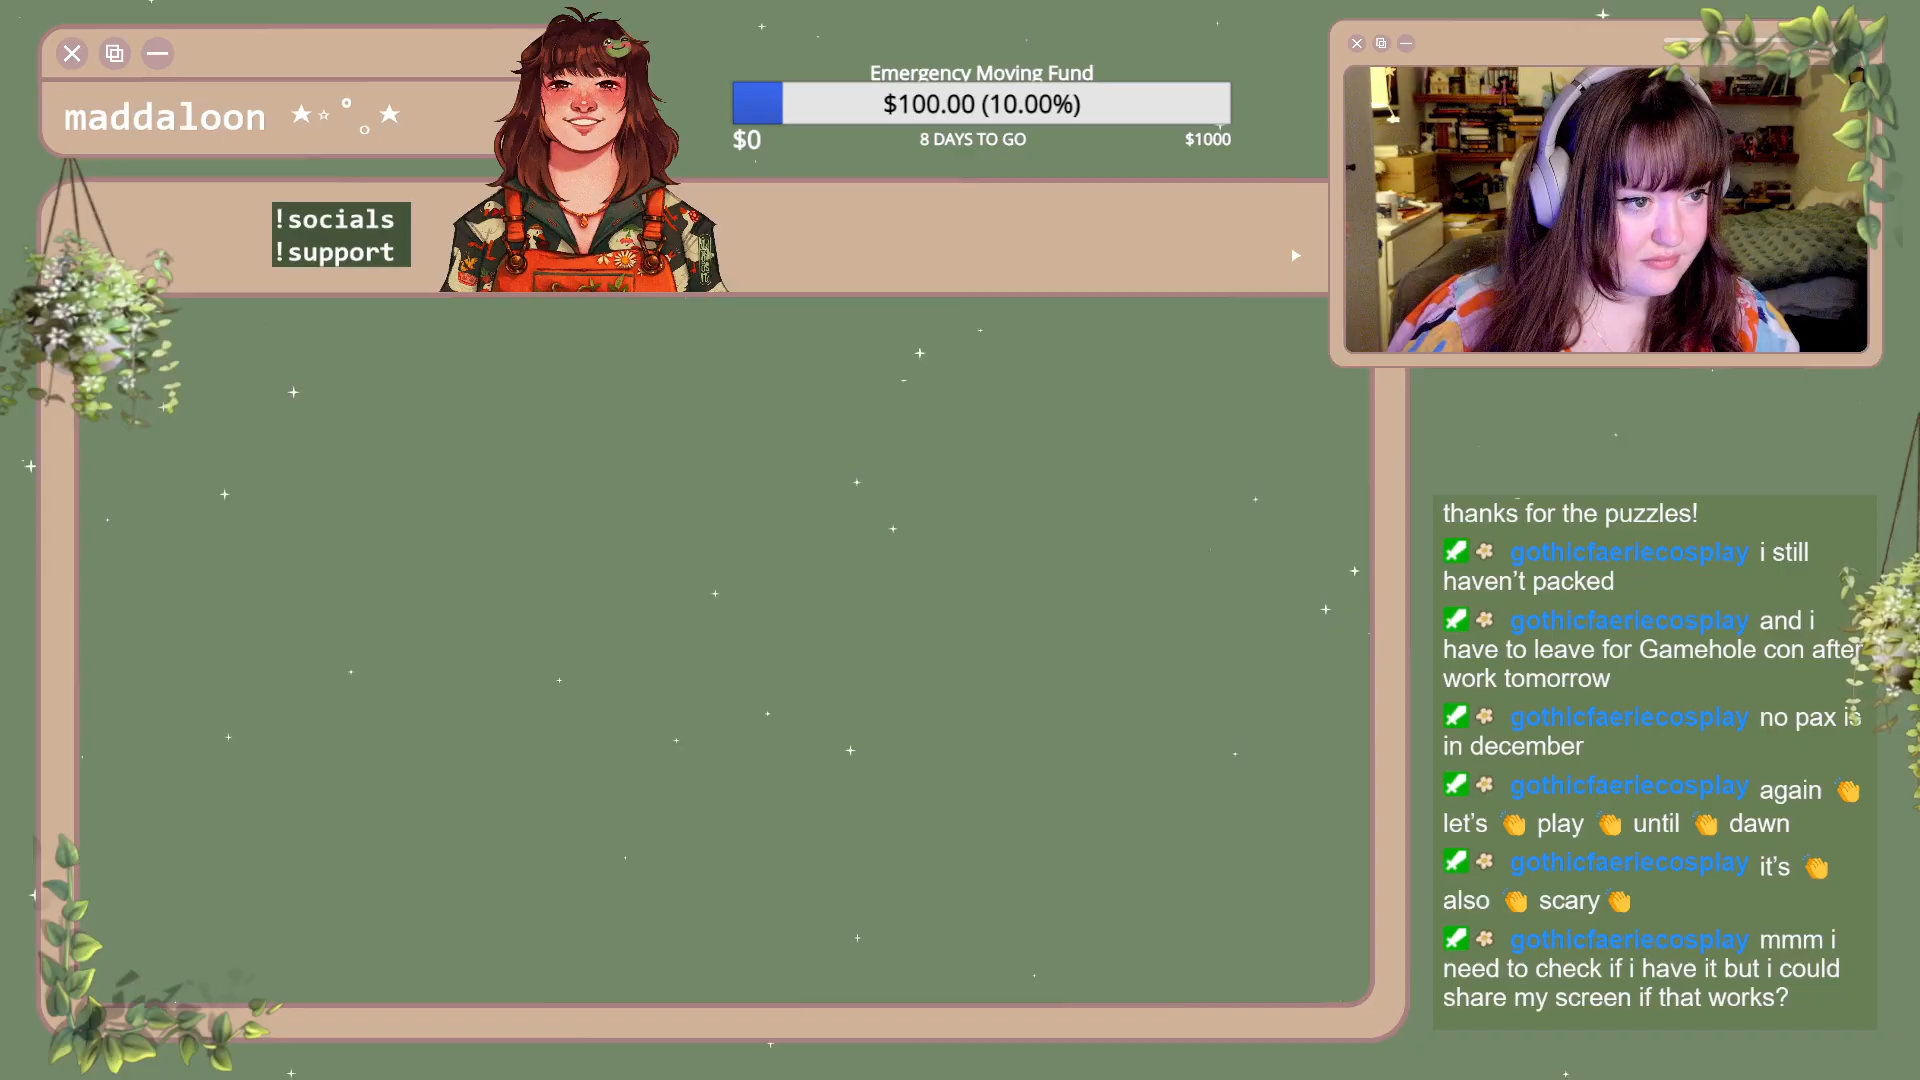 maddaloon
Emergency Moving Fund
$100.00 (10.00%)
$0
8 DAYS TO GO
$1000
!socials
!support
thanks for the puzzles!
gothicfaeriecosplay i still
haven't packed
gothicfaeriecosplay and i
have to leave for Gamehole con after
work tomorrow
gothicfaeriecosplay no pax is
in december
gothicfaeriecosplay again 👏
let's 👏 play 👏 until 👏 dawn
gothicfaeriecosplay it's 👏
also 👏 scary 👏
gothicfaeriecosplay mmm i
need to check if i have it but i could
share my screen if that works?